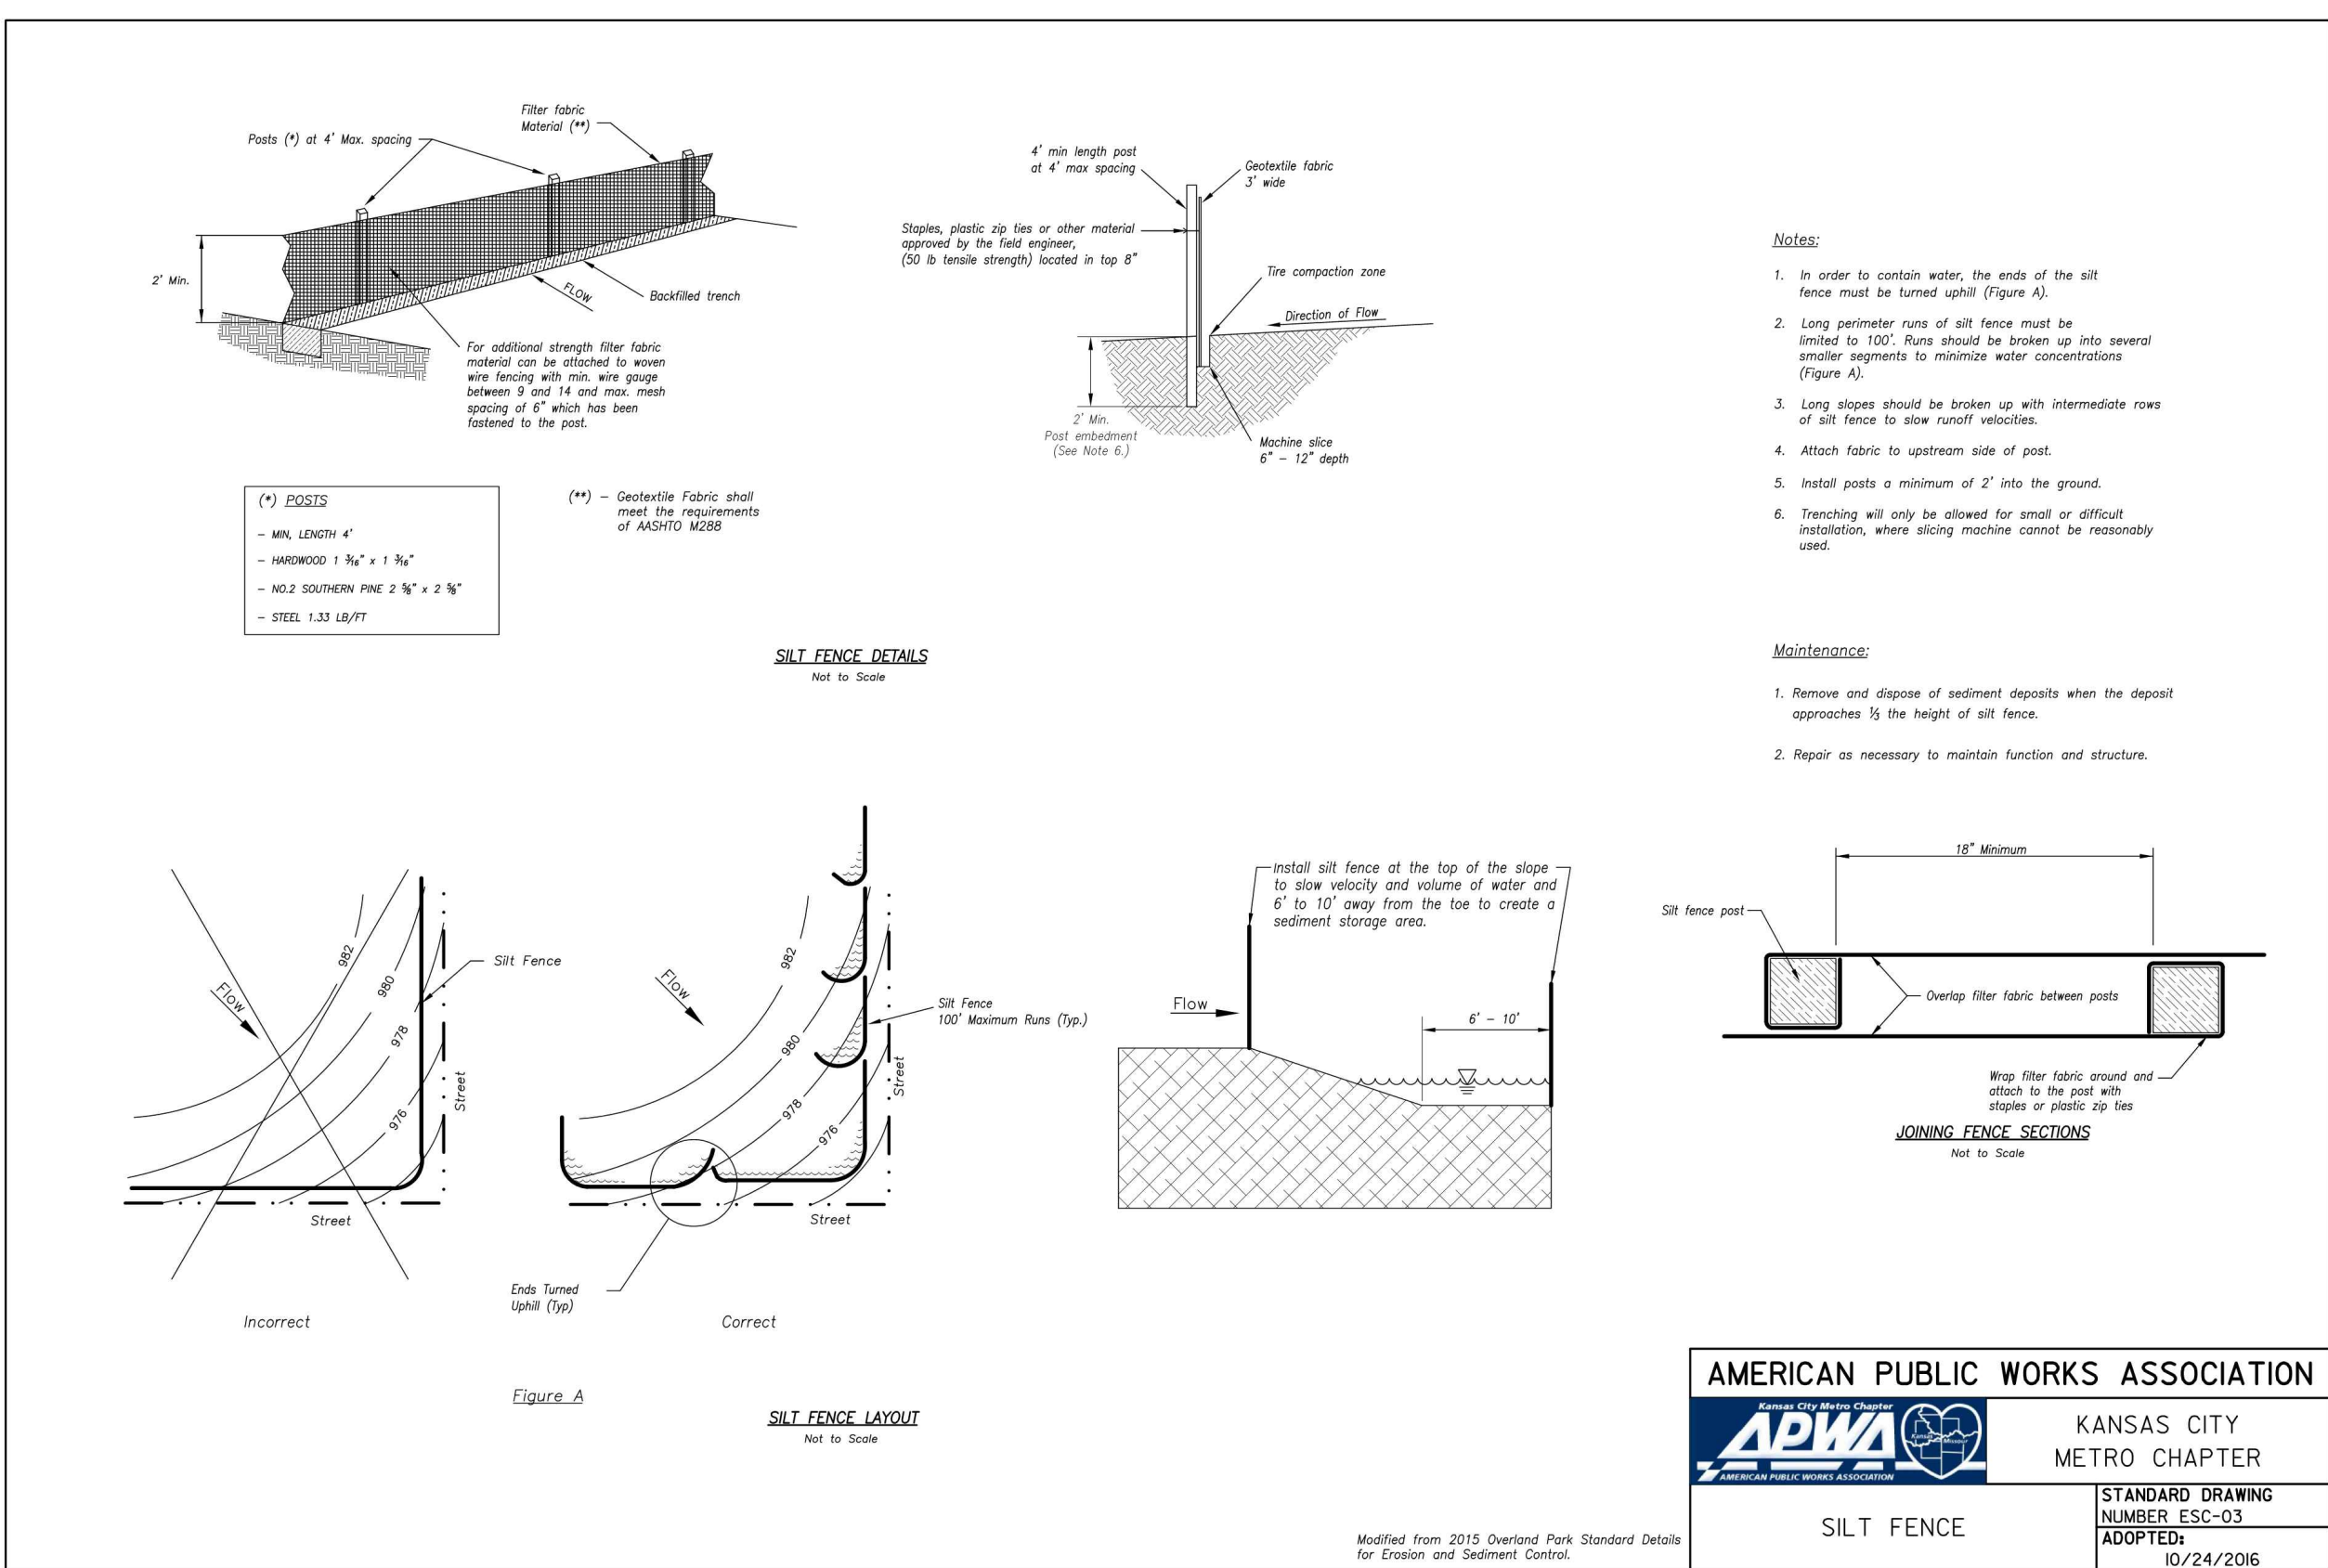 Posts (*) at 4' Max. spacing
Filter fabric
Material (**)
2' Min.
FLOW
Backfilled trench
For additional strength filter fabric
material can be attached to woven
wire fencing with min. wire gauge
between 9 and 14 and max. mesh
spacing of 6" which has been
fastened to the post.
4' min length post
at 4' max spacing
Geotextile fabric
3' wide
Staples, plastic zip ties or other material
approved by the field engineer,
(50 lb tensile strength) located in top 8"
Tire compaction zone
Direction of Flow
2' Min.
Post embedment
(See Note 6.)
Machine slice
6" – 12" depth
(*) POSTS
– MIN, LENGTH 4'
– HARDWOOD 1 3/16" x 1 3/16"
– NO.2 SOUTHERN PINE 2 5/8" x 2 5/8"
– STEEL 1.33 LB/FT
(**) – Geotextile Fabric shall
meet the requirements
of AASHTO M288
SILT FENCE DETAILS
Not to Scale
Notes:
1. In order to contain water, the ends of the silt
fence must be turned uphill (Figure A).
2. Long perimeter runs of silt fence must be
limited to 100'. Runs should be broken up into several
smaller segments to minimize water concentrations
(Figure A).
3. Long slopes should be broken up with intermediate rows
of silt fence to slow runoff velocities.
4. Attach fabric to upstream side of post.
5. Install posts a minimum of 2' into the ground.
6. Trenching will only be allowed for small or difficult
installation, where slicing machine cannot be reasonably
used.
Maintenance:
1. Remove and dispose of sediment deposits when the deposit
approaches 1/3 the height of silt fence.
2. Repair as necessary to maintain function and structure.
Flow
982
980
978
976
Silt Fence
Street
Street
Incorrect
Flow
982
980
978
976
Silt Fence
100' Maximum Runs (Typ.)
Street
Street
Ends Turned
Uphill (Typ)
Correct
Figure A
SILT FENCE LAYOUT
Not to Scale
Install silt fence at the top of the slope
to slow velocity and volume of water and
6' to 10' away from the toe to create a
sediment storage area.
Flow
6' – 10'
18" Minimum
Silt fence post
Overlap filter fabric between posts
Wrap filter fabric around and
attach to the post with
staples or plastic zip ties
JOINING FENCE SECTIONS
Not to Scale
Modified from 2015 Overland Park Standard Details
for Erosion and Sediment Control.
AMERICAN PUBLIC WORKS ASSOCIATION
Kansas City Metro Chapter
APWA
Kansas
Missouri
AMERICAN PUBLIC WORKS ASSOCIATION
KANSAS CITY
METRO CHAPTER
SILT FENCE
STANDARD DRAWING
NUMBER ESC-03
ADOPTED:
10/24/2016